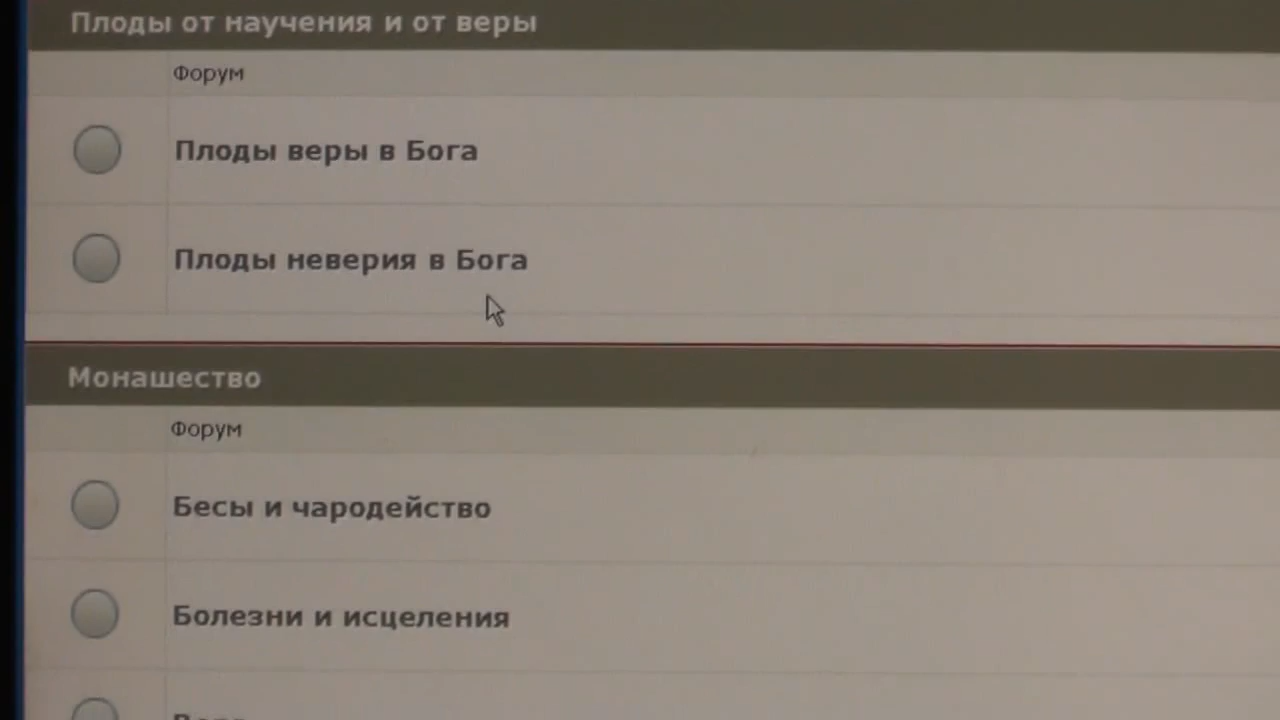 Плоды от научения и от веры
Форум
Плоды веры в Бога
Плоды неверия в Бога
Монашество
Форум
Бесы и чародейство
Болезни и исцеления